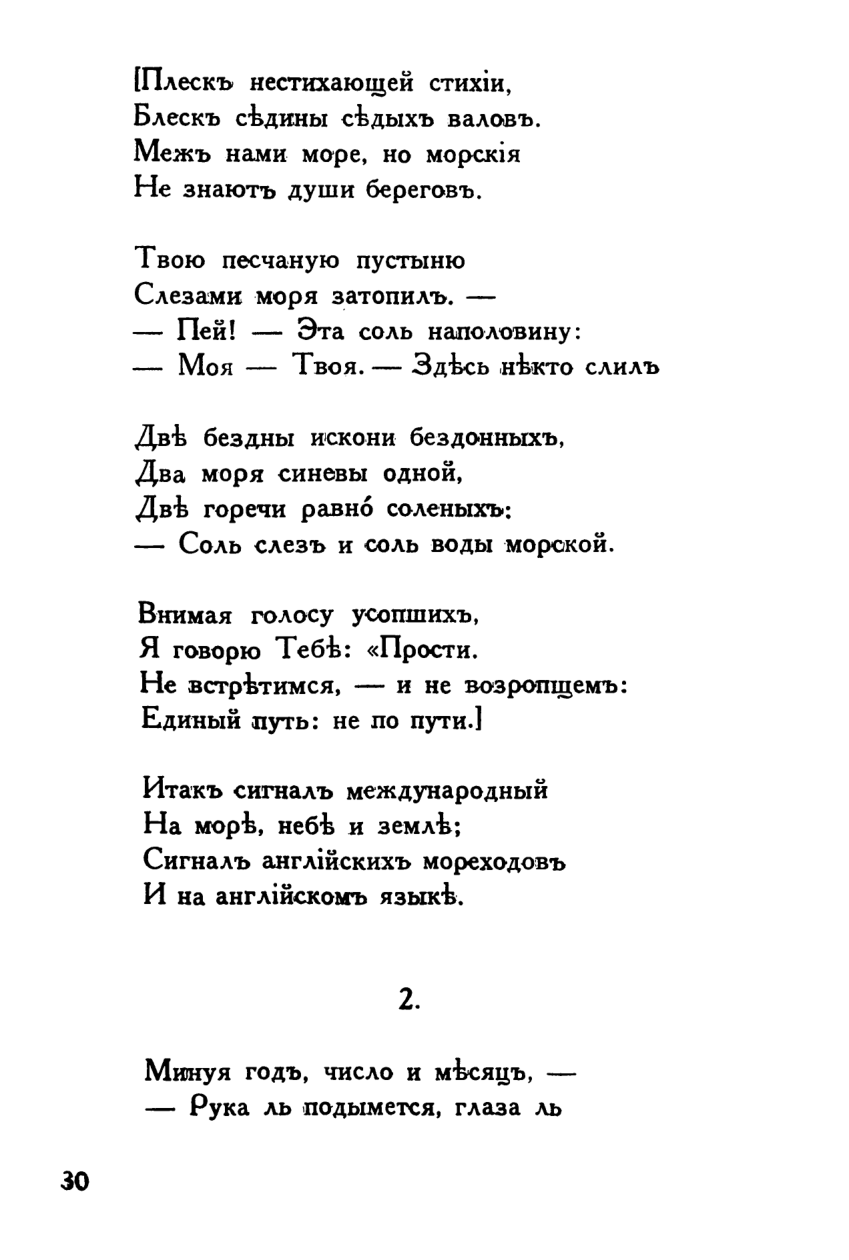 [Плескъ нестихающей стихіи,
Блескъ сѣдины сѣдыхъ валовъ.
Межъ нами море, но морскія
Не знаютъ души береговъ.
Твою песчаную пустыню
Слезами моря затопилъ. —
— Пей! — Эта соль наполовину:
— Моя — Твоя. — Здѣсь нѣкто слилъ
Двѣ бездны искони бездонныхъ,
Два моря синевы одной,
Двѣ горечи равно́ соленыхъ:
— Соль слезъ и соль воды морской.
Внимая голосу усопшихъ,
Я говорю Тебѣ: «Прости.
Не встрѣтимся, — и не возропщемъ:
Единый путь: не по пути.]
Итакъ сигналъ международный
На морѣ, небѣ и землѣ;
Сигналъ англійскихъ мореходовъ
И на англійскомъ языкѣ.
2.
Минуя годъ, число и мѣсяцъ, —
— Рука ль подымется, глаза ль
30